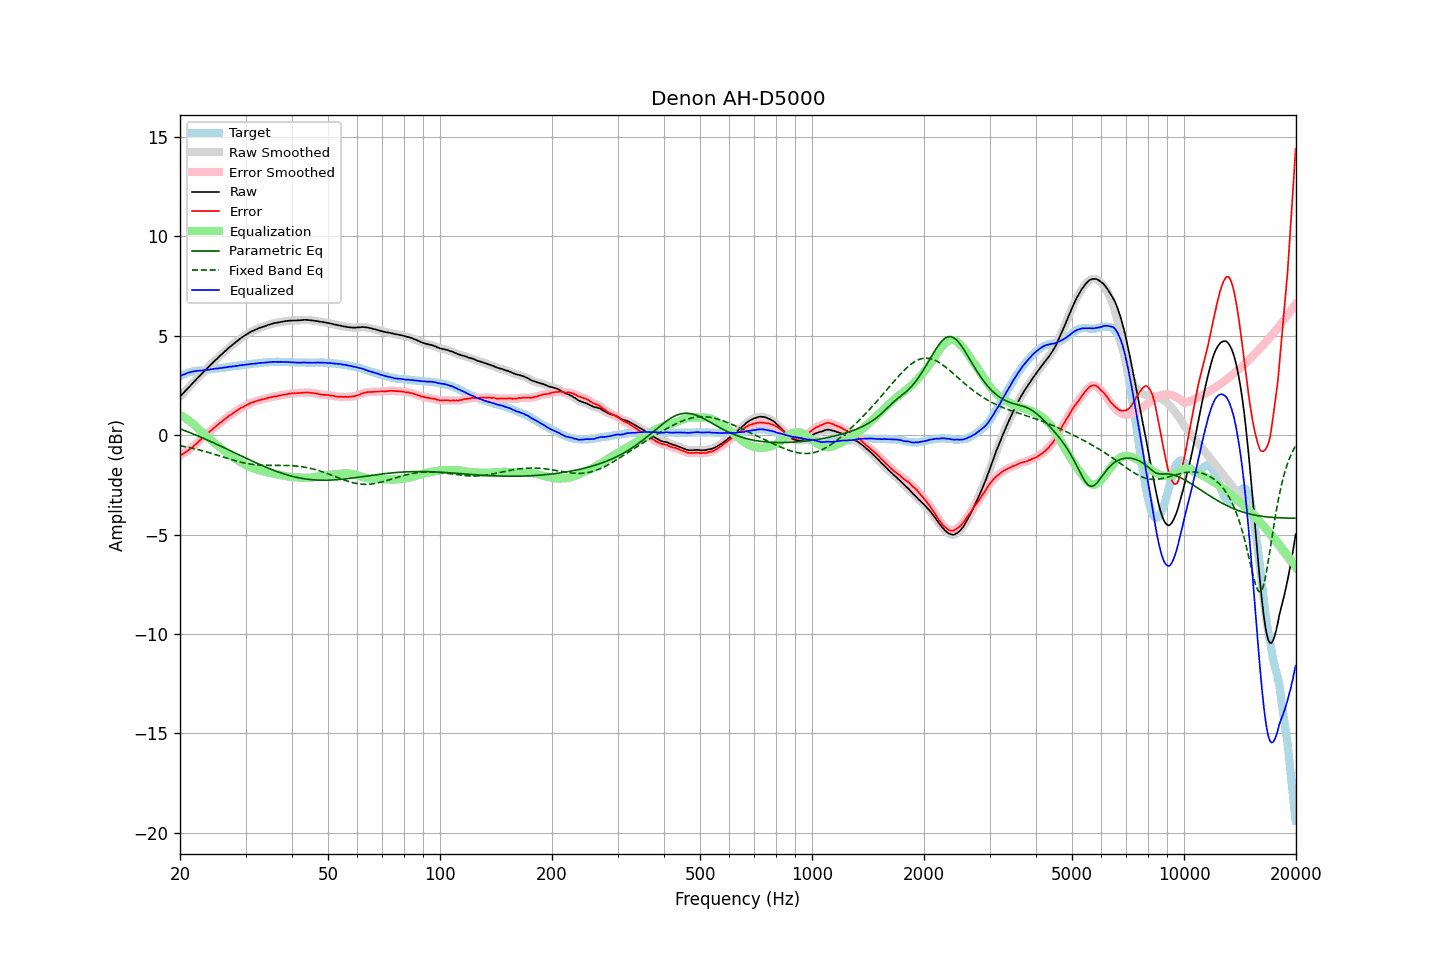 Denon AH-D5000
Target
Raw Smoothed
Error Smoothed
Raw
Error
Equalization
Parametric Eq
Fixed Band Eq
Equalized
15
10
5
0
−5
−10
−15
−20
Amplitude (dBr)
20 50 100 200 500 1000 2000 5000 10000 20000
Frequency (Hz)